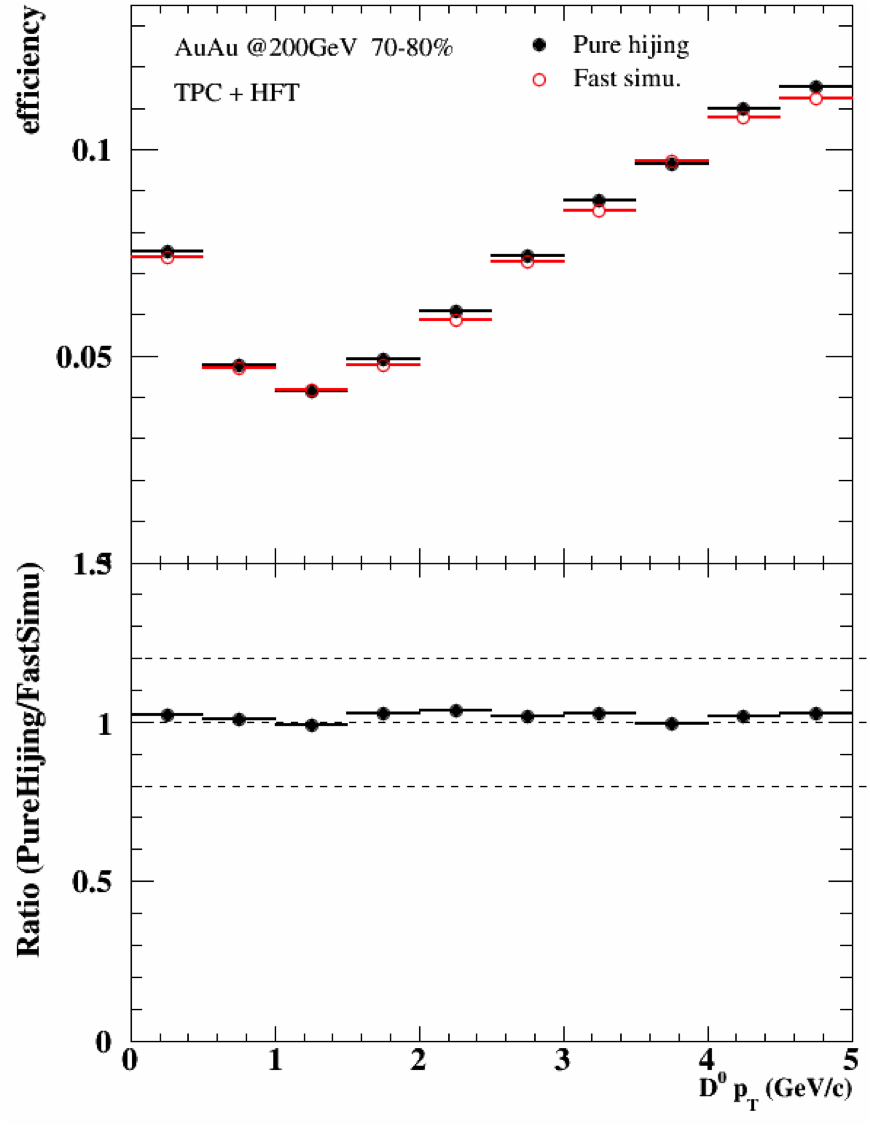 efficiency
AuAu @200GeV 70-80%
TPC + HFT
Pure hijing
Fast simu.
0.1
0.05
1.5
Ratio (PureHijing/FastSimu)
1
0.5
0
0 1 2 3 4 5
D⁰ p_T (GeV/c)